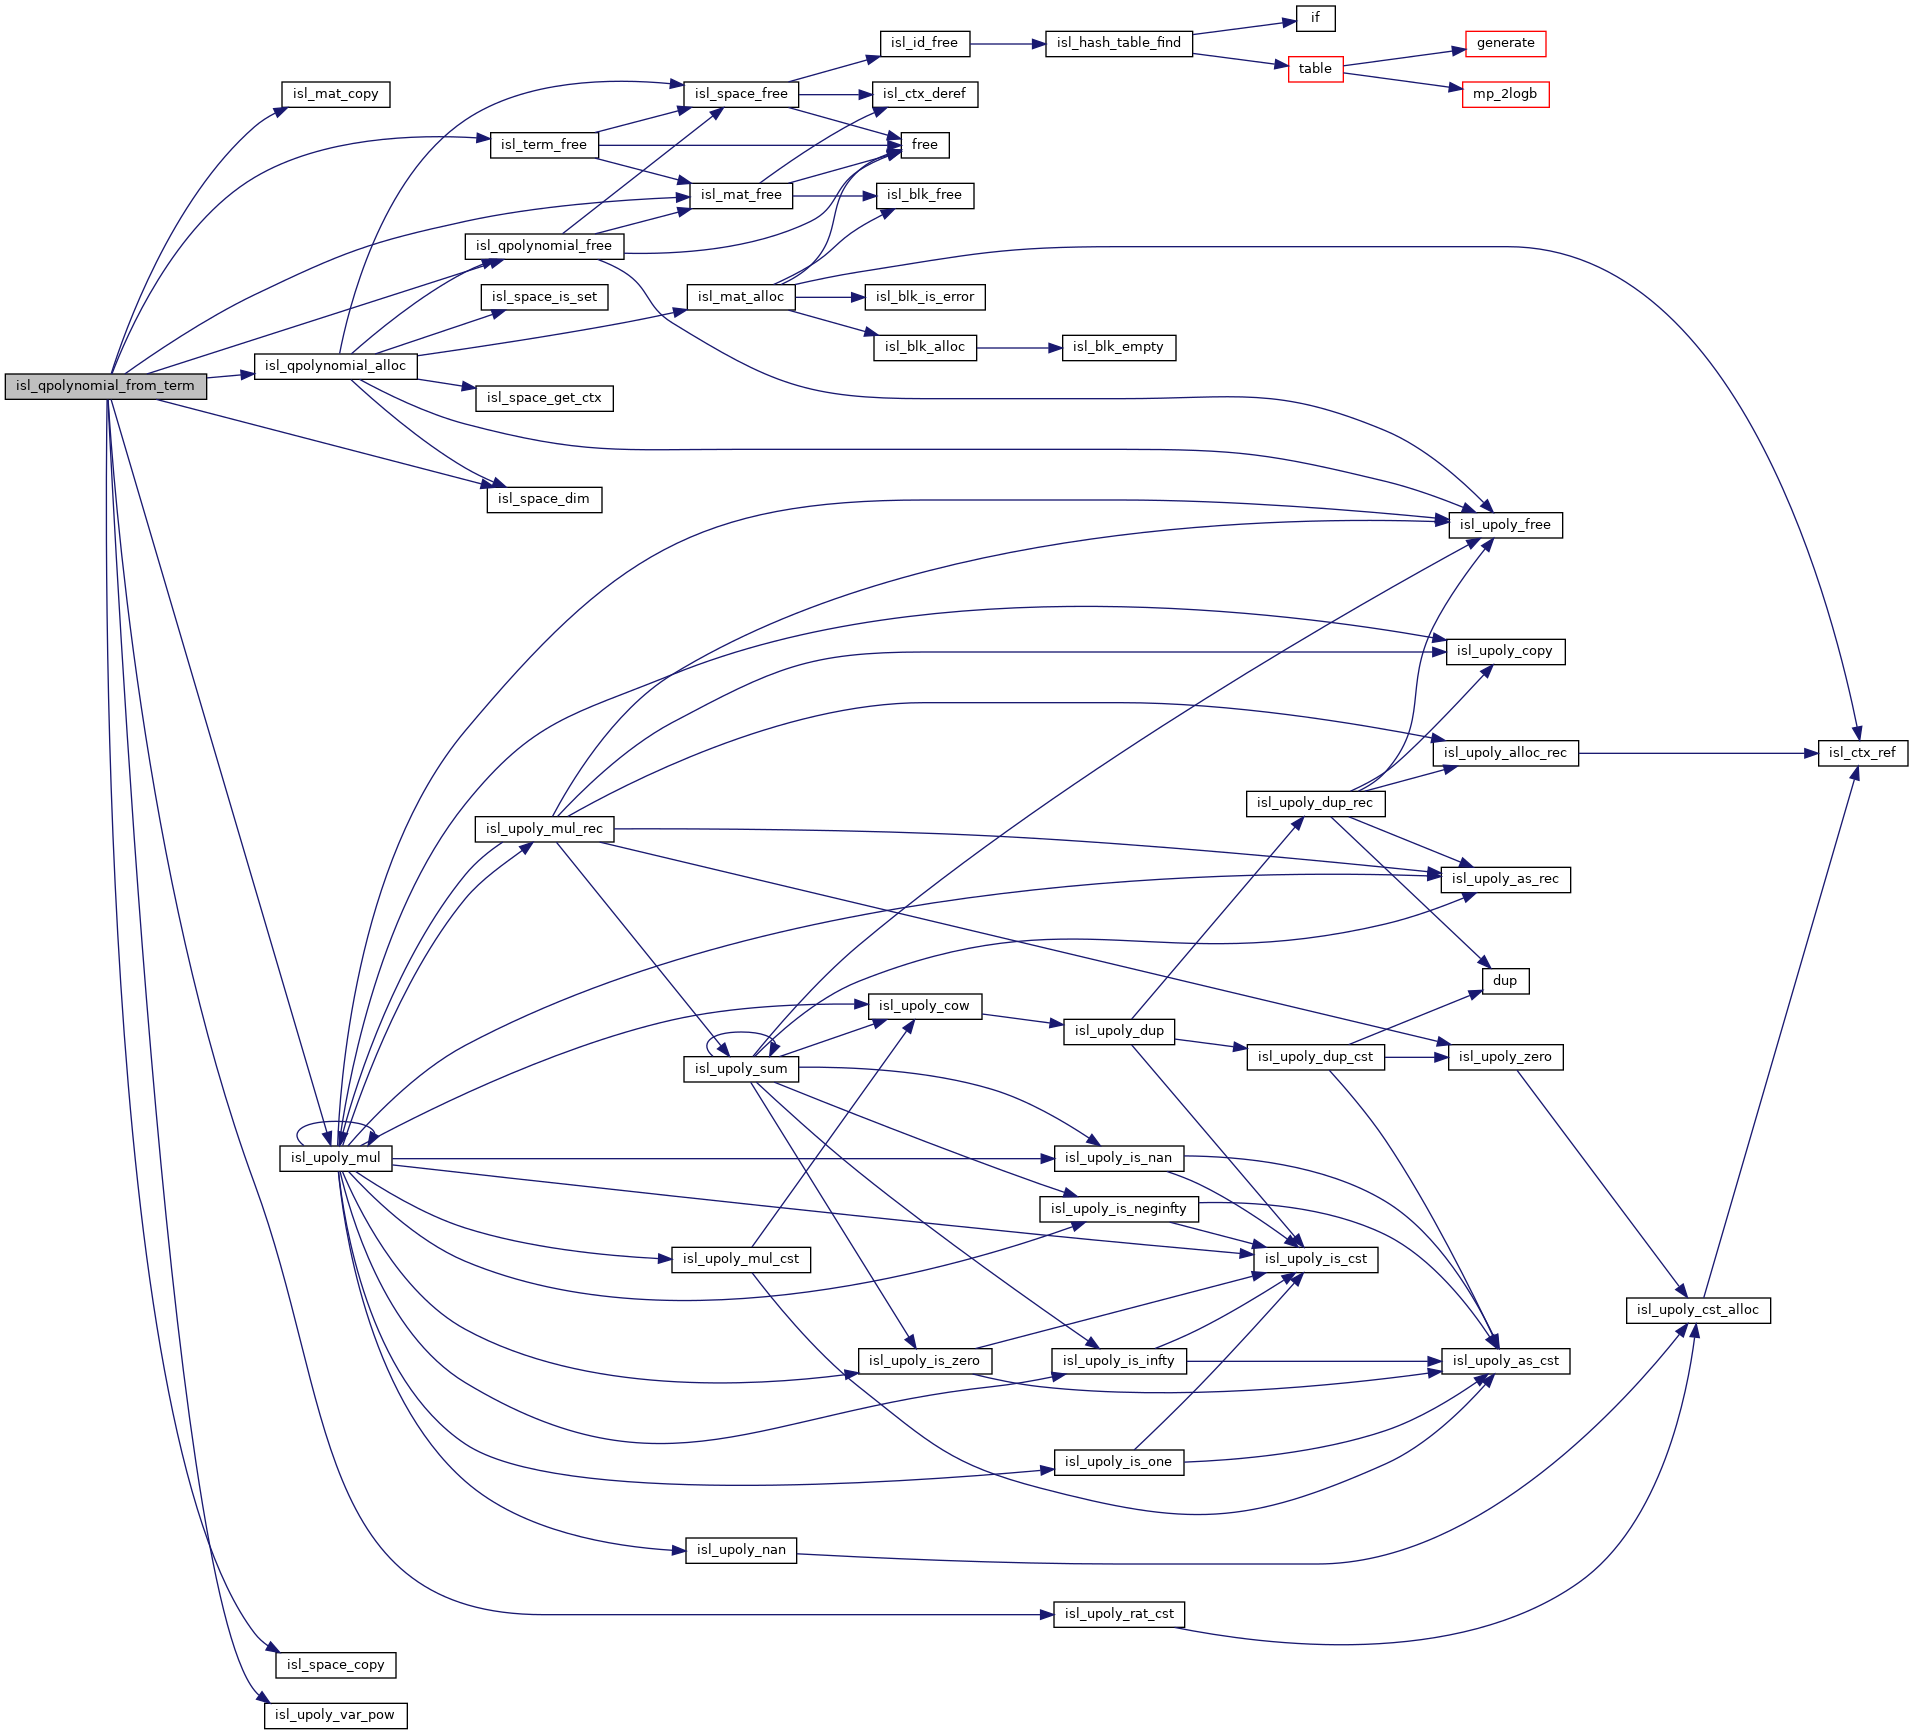 if
isl_id_free
isl_hash_table_find
generate
table
isl_mat_copy
isl_space_free
isl_ctx_deref
mp_2logb
isl_term_free
free
isl_mat_free
isl_blk_free
isl_qpolynomial_free
isl_space_is_set
isl_mat_alloc
isl_blk_is_error
isl_blk_alloc
isl_blk_empty
isl_qpolynomial_alloc
isl_qpolynomial_from_term
isl_space_get_ctx
isl_space_dim
isl_upoly_free
isl_upoly_copy
isl_upoly_alloc_rec
isl_ctx_ref
isl_upoly_dup_rec
isl_upoly_mul_rec
isl_upoly_as_rec
dup
isl_upoly_cow
isl_upoly_dup
isl_upoly_dup_cst
isl_upoly_zero
isl_upoly_sum
isl_upoly_mul
isl_upoly_is_nan
isl_upoly_is_neginfty
isl_upoly_mul_cst
isl_upoly_is_cst
isl_upoly_cst_alloc
isl_upoly_is_zero
isl_upoly_is_infty
isl_upoly_as_cst
isl_upoly_is_one
isl_upoly_nan
isl_upoly_rat_cst
isl_space_copy
isl_upoly_var_pow